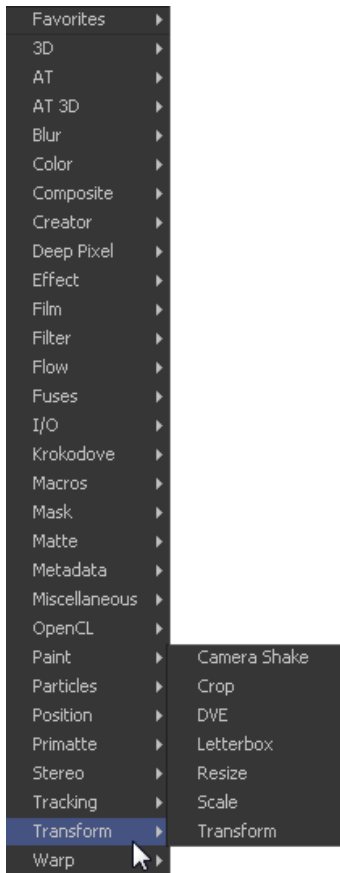 Favorites
3D
AT
AT 3D
Blur
Color
Composite
Creator
Deep Pixel
Effect
Film
Filter
Flow
Fuses
I/O
Krokodove
Macros
Mask
Matte
Metadata
Miscellaneous
OpenCL
Paint
Particles
Position
Primatte
Stereo
Tracking
Transform
Warp
Camera Shake
Crop
DVE
Letterbox
Resize
Scale
Transform